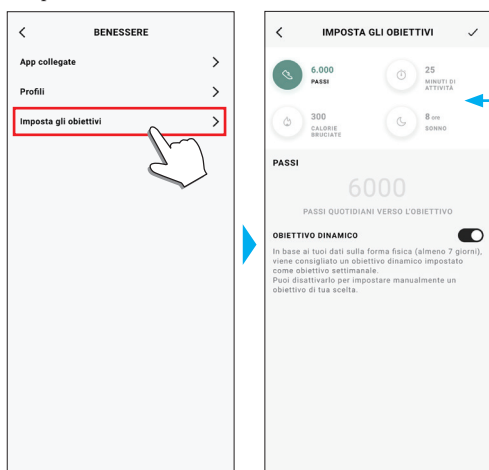 BENESSERE
App collegate
Profili
Imposta gli obiettivi
IMPOSTA GLI OBIETTIVI
6.000
PASSI
25
MINUTI DI
ATTIVITÀ
300
CALORIE
BRUCIATE
8 ore
SONNO
PASSI
6000
PASSI QUOTIDIANI VERSO L'OBIETTIVO
OBIETTIVO DINAMICO
In base ai tuoi dati sulla forma fisica (almeno 7 giorni),
viene consigliato un obiettivo dinamico impostato
come obiettivo settimanale.
Puoi disattivarlo per impostare manualmente un
obiettivo di tua scelta.